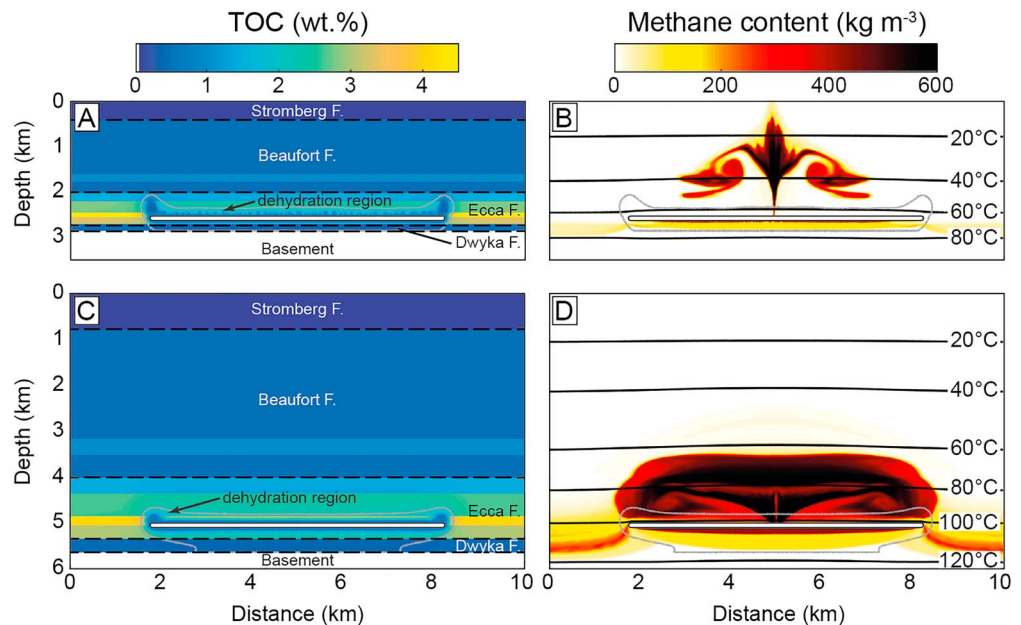 TOC (wt.%)
0 1 2 3 4
Methane content (kg m⁻³)
0 200 400 600
A
Stromberg F.
Beaufort F.
dehydration region
Ecca F.
Dwyka F.
Basement
0
1
2
3
Depth (km)
B
20°C
40°C
60°C
80°C
C
Stromberg F.
Beaufort F.
dehydration region
Ecca F.
Dwyka F.
Basement
0
1
2
3
4
5
6
Depth (km)
0 2 4 6 8 10
Distance (km)
D
20°C
40°C
60°C
80°C
100°C
120°C
0 2 4 6 8 10
Distance (km)